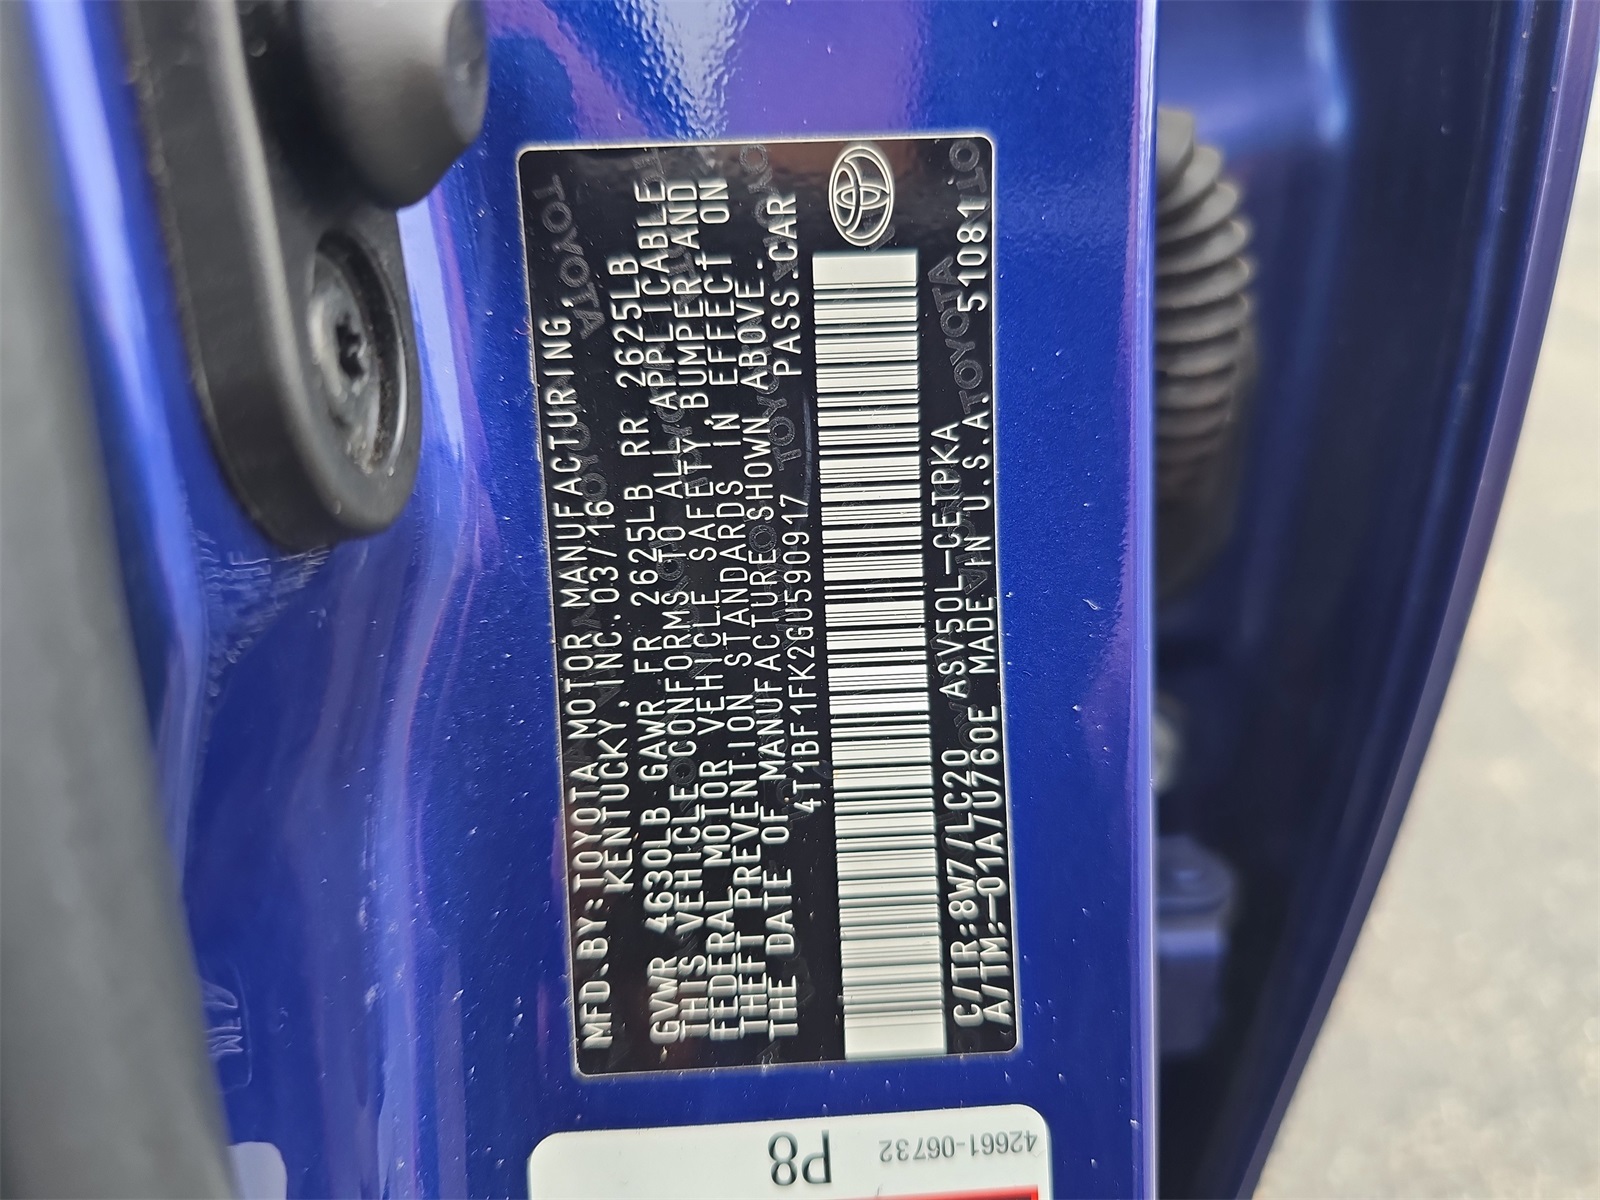 MFD.BY:TOYOTA MOTOR MANUFACTURING,
KENTUCKY,INC.03/16
GVWR 4630LB GAWR FR 2625LB RR 2625LB
THIS VEHICLE CONFORMS TO ALL APPLICABLE
FEDERAL MOTOR VEHICLE SAFETY, BUMPER, AND
THEFT PREVENTION STANDARDS IN EFFECT ON
THE DATE OF MANUFACTURE SHOWN ABOVE.
4T1BF1FK2GU590917 PASS.CAR
C/TR:8W7/LC20 ASV50L-CETPKA
A/TM:-01A/U760E MADE IN U.S.A. 51081
P8
42661-06732